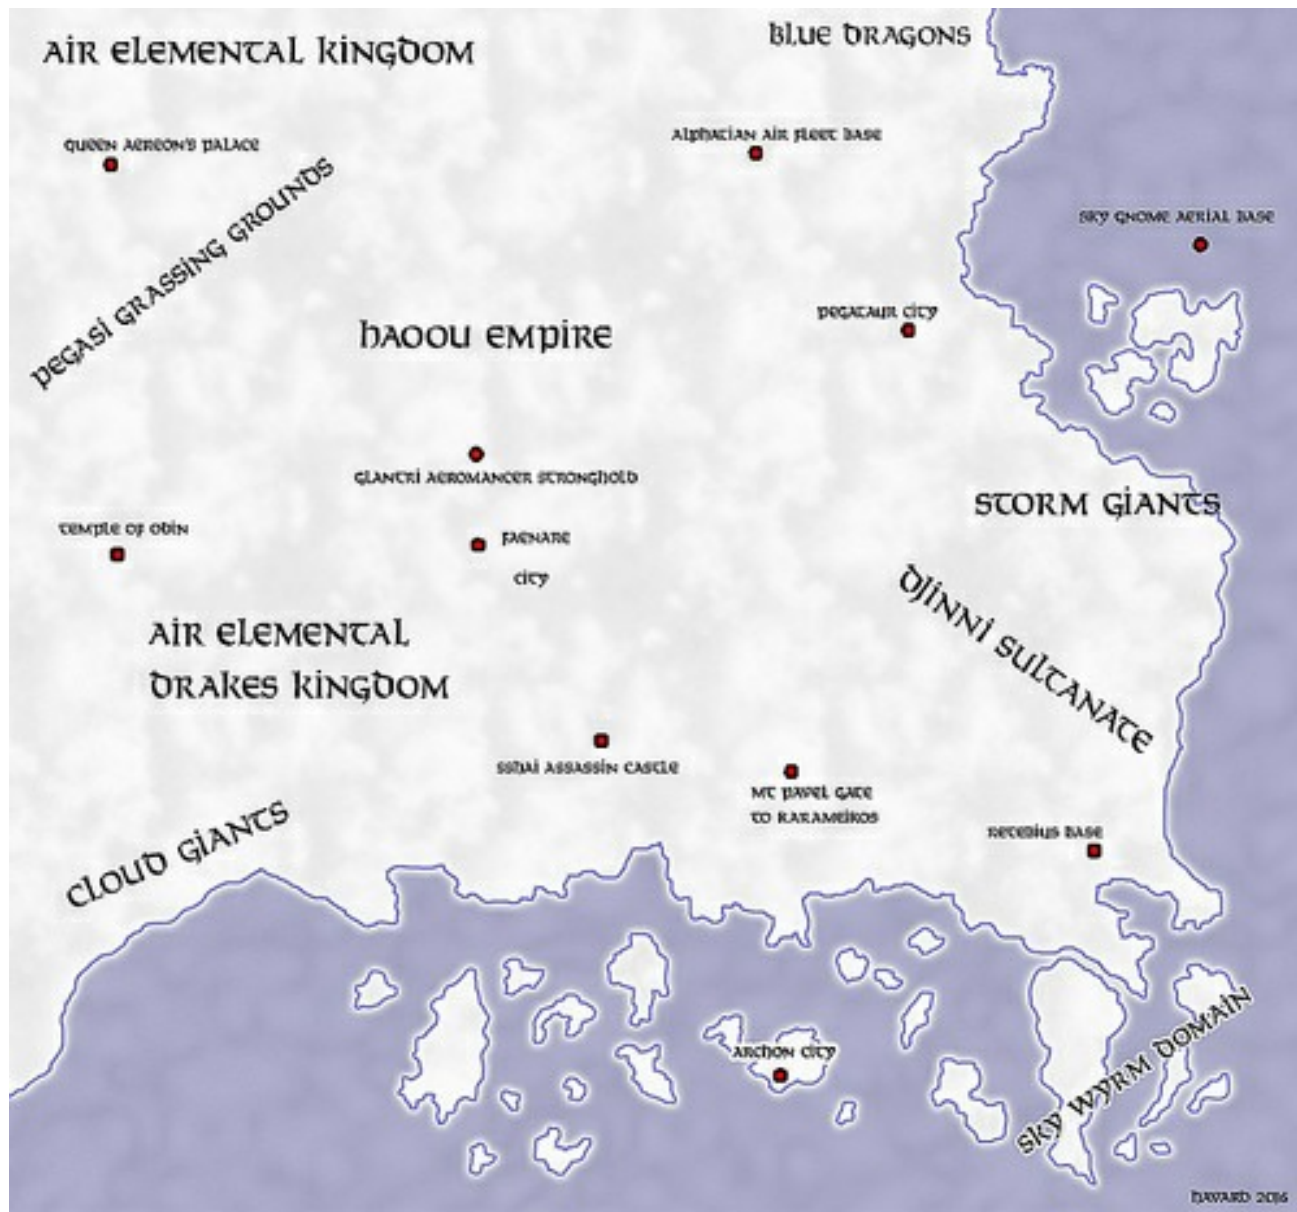 BLUE DRAGONS
AIR ELEMENTAL KINGDOM
ALPHATIAN AIR FLEET BASE
QUEEN AEREON'S PALACE
SKY GNOME AERIAL BASE
PEGASI GRASSING GROUNDS
PEGATAUR CITY
HAOOU EMPIRE
GLANTRI AEROMANCER STRONGHOLD
STORM GIANTS
TEMPLE OF ODIN
FAENARE
CITY
AIR ELEMENTAL
DRAKES KINGDOM
DJINNI SULTANATE
SSHAI ASSASSIN CASTLE
MT PAVEL GATE
TO KARAMEIKOS
RETEBIUS BASE
CLOUD GIANTS
ARCHON CITY
SKY WYRM DOMAIN
HAVARD 2016